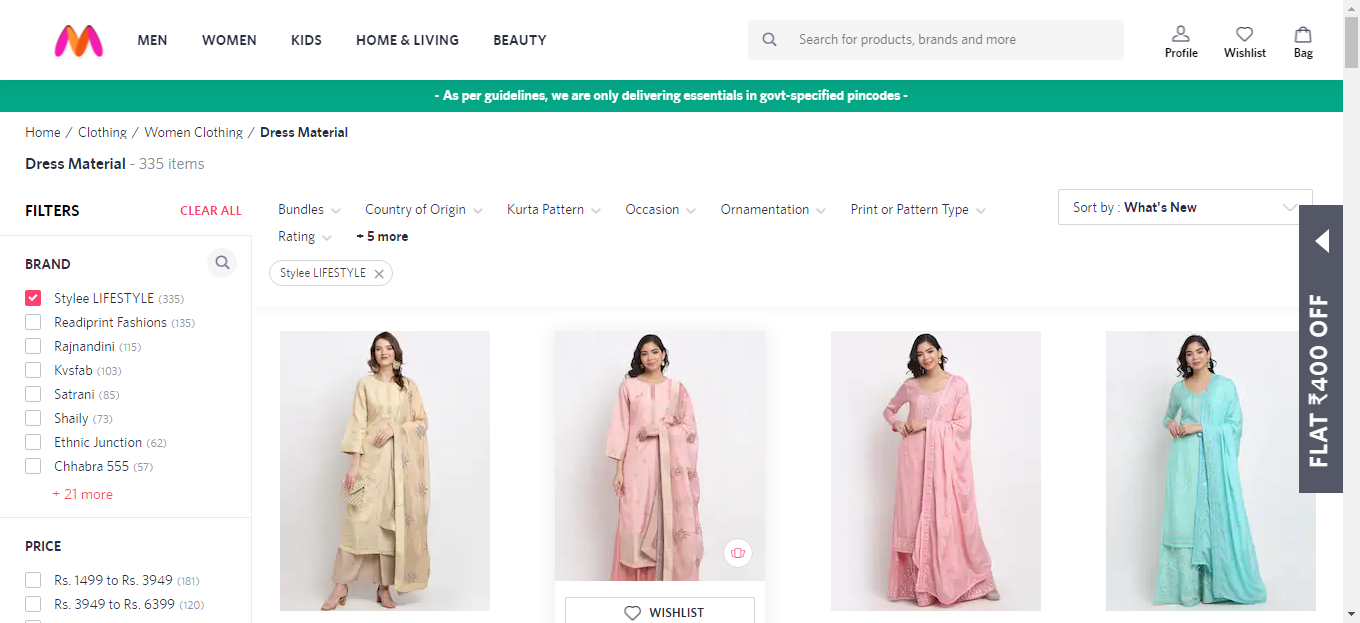 MEN WOMEN KIDS HOME & LIVING BEAUTY Search for products, brands and more Profile Wishlist Bag
- As per guidelines, we are only delivering essentials in govt-specified pincodes -
Home / Clothing / Women Clothing / Dress Material
Dress Material - 335 items
FILTERS CLEAR ALL
Bundles Country of Origin Kurta Pattern Occasion Ornamentation Print or Pattern Type
Sort by : What's New
Rating + 5 more
Stylee LIFESTYLE
BRAND
Stylee LIFESTYLE (335)
Readiprint Fashions (135)
Rajnandini (115)
Kvsfab (103)
Satrani (85)
Shaily (73)
Ethnic Junction (62)
Chhabra 555 (57)
+ 21 more
PRICE
Rs. 1499 to Rs. 3949 (181)
Rs. 3949 to Rs. 6399 (120)
WISHLIST
FLAT ₹400 OFF